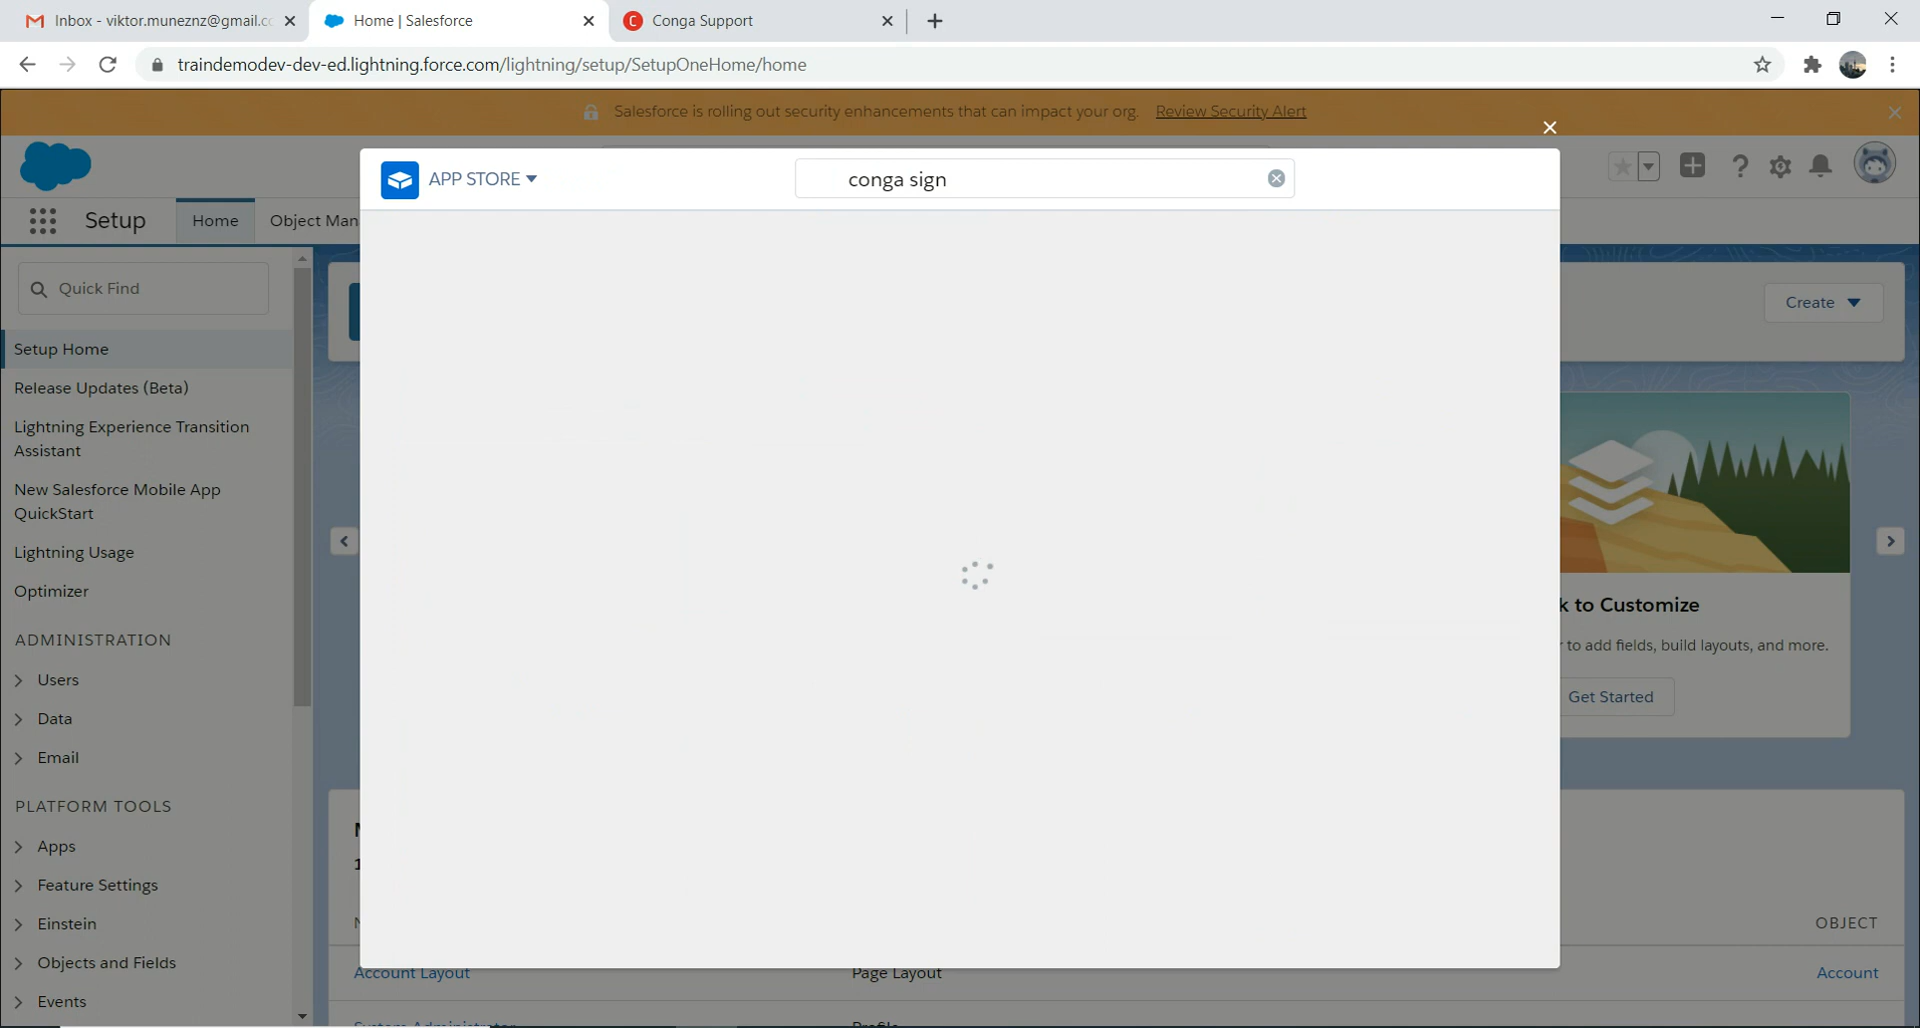 Inbox - viktor.muneznz@gmail.c
Home | Salesforce
Conga Support
traindemodev-dev-ed.lightning.force.com/lightning/setup/SetupOneHome/home
Salesforce is rolling out security enhancements that can impact your org. Review Security Alert
APP STORE
conga sign
Setup
Home
Object Man
Quick Find
Create
Setup Home
Release Updates (Beta)
Lightning Experience Transition
Assistant
New Salesforce Mobile App
QuickStart
Lightning Usage
Optimizer
k to Customize
to add fields, build layouts, and more.
Get Started
ADMINISTRATION
Users
Data
Email
PLATFORM TOOLS
Apps
Feature Settings
Einstein
Objects and Fields
Events
OBJECT
Account Layout
Page Layout
Account
System Administrator
Profile